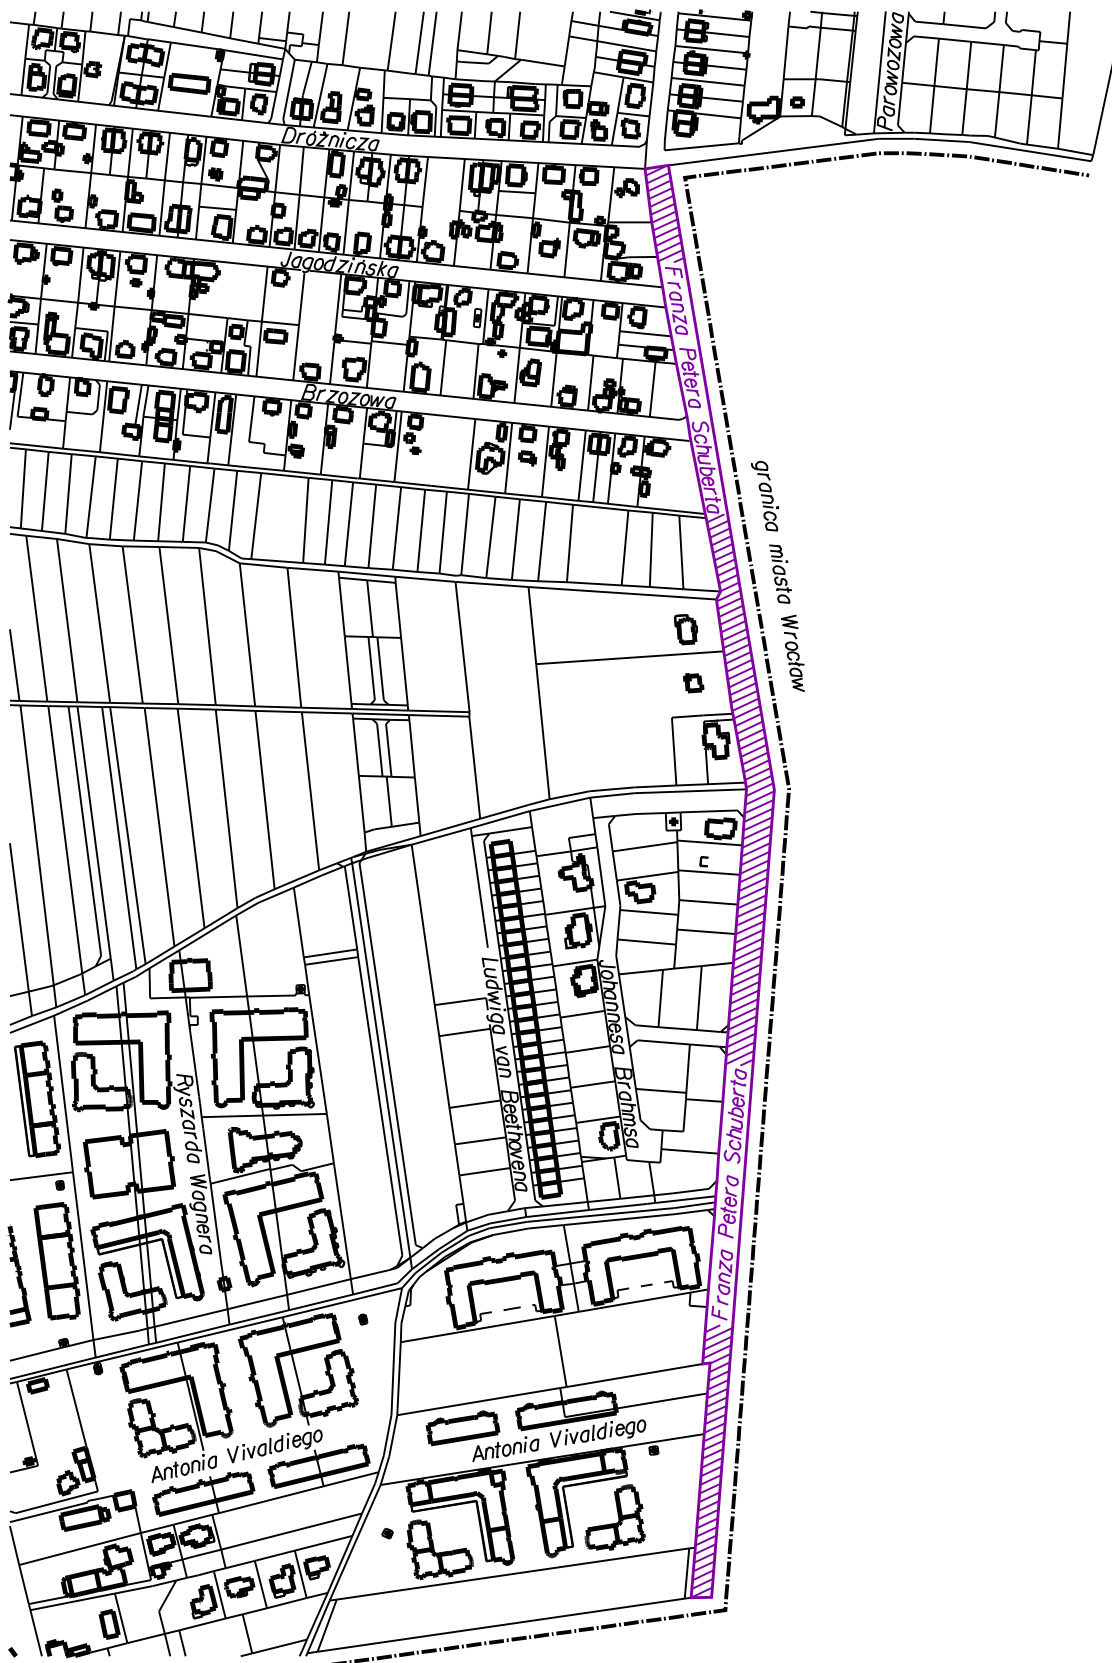 Parowozowa
Dróżnicza
Jagodzińska
Franza Petera Schuberta
Brzozowa
granica miasta Wrocław
Ludwiga van Beethovena
Johannesa Brahmsa
Ryszarda Wagnera
Franza Petera Schuberta
Antonia Vivaldiego
Antonia Vivaldiego